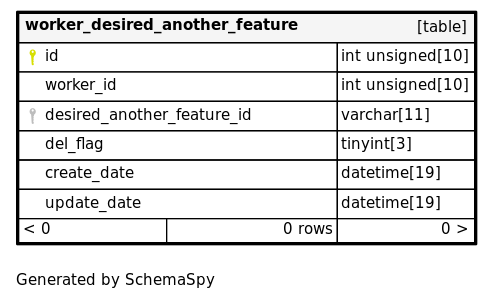 worker_desired_another_feature [table]
id int unsigned[10]
worker_id int unsigned[10]
desired_another_feature_id varchar[11]
del_flag tinyint[3]
create_date datetime[19]
update_date datetime[19]
< 0 0 rows 0 >
Generated by SchemaSpy